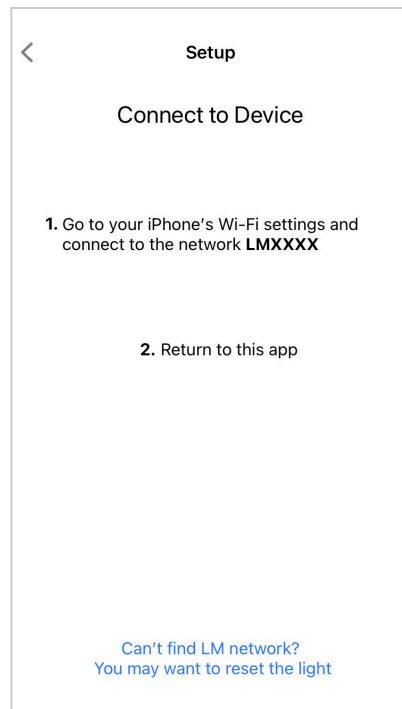 Setup
Connect to Device
1. Go to your iPhone's Wi-Fi settings and
connect to the network LMXXXX
2. Return to this app
Can't find LM network?
You may want to reset the light